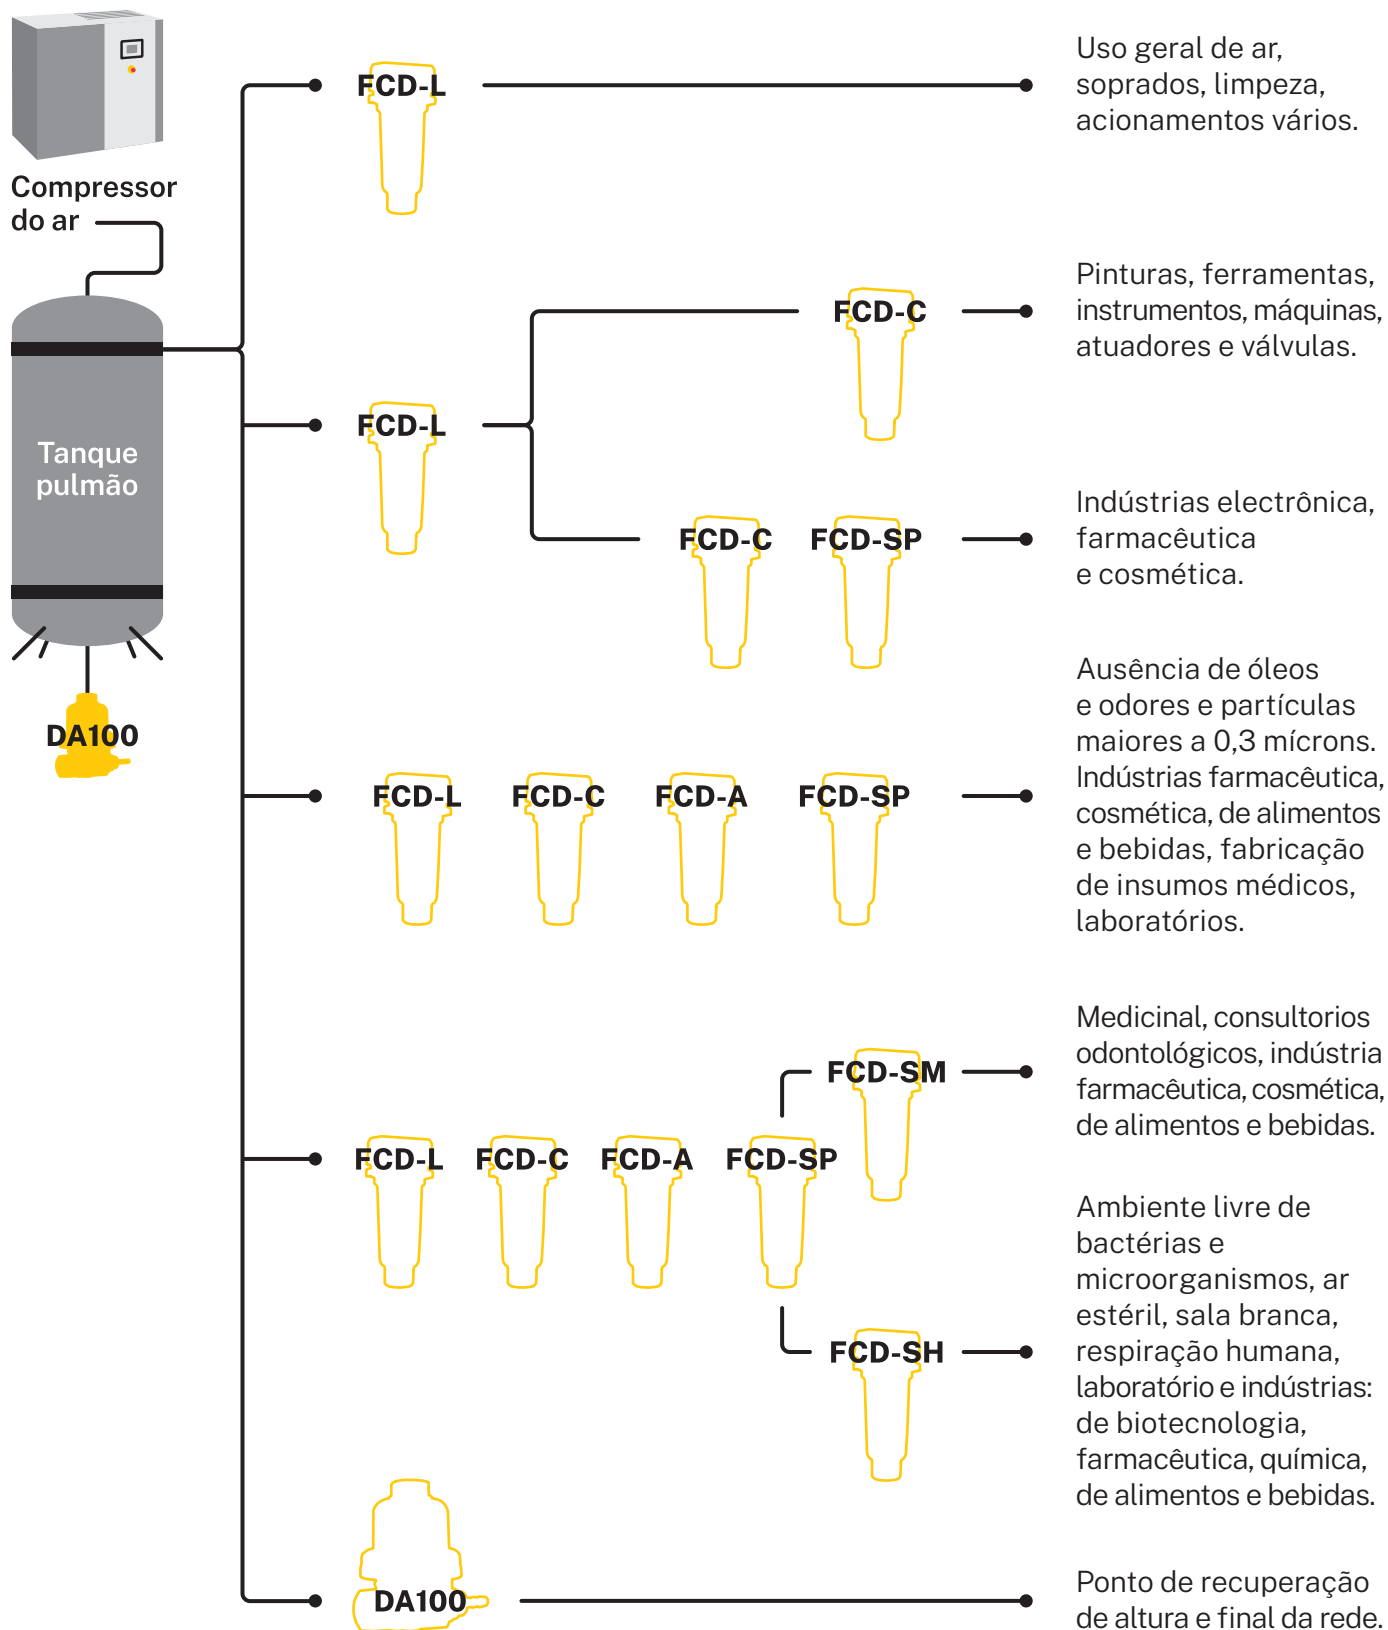 Compressor
do ar
Tanque
pulmão
DA100
FCD-L
Uso geral de ar,
soprados, limpeza,
acionamentos vários.
FCD-L
FCD-C
Pinturas, ferramentas,
instrumentos, máquinas,
atuadores e válvulas.
FCD-C FCD-SP
Indústrias electrônica,
farmacêutica
e cosmética.
FCD-L FCD-C FCD-A FCD-SP
Ausência de óleos
e odores e partículas
maiores a 0,3 mícrons.
Indústrias farmacêutica,
cosmética, de alimentos
e bebidas, fabricação
de insumos médicos,
laboratórios.
FCD-L FCD-C FCD-A FCD-SP
FCD-SM
Medicinal, consultorios
odontológicos, indústria
farmacêutica, cosmética,
de alimentos e bebidas.
FCD-SH
Ambiente livre de
bactérias e
microorganismos, ar
estéril, sala branca,
respiração humana,
laboratório e indústrias:
de biotecnologia,
farmacêutica, química,
de alimentos e bebidas.
DA100
Ponto de recuperação
de altura e final da rede.